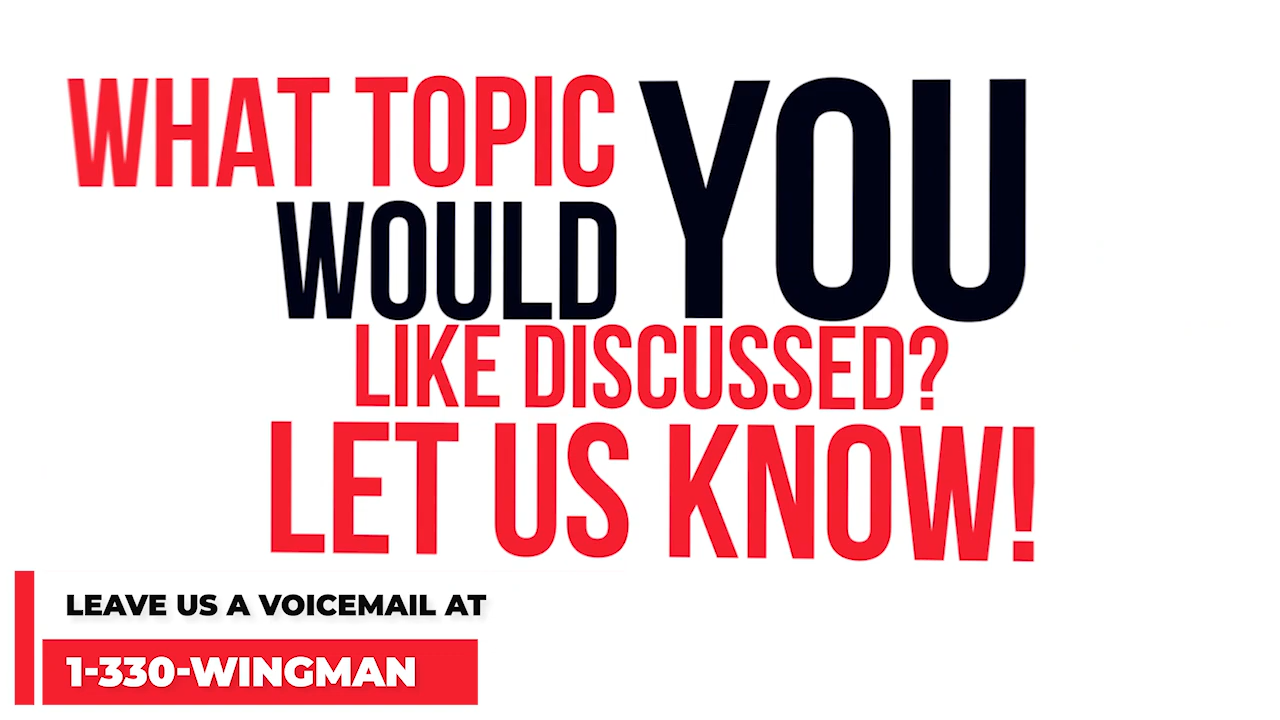 WHAT TOPIC
WOULD YOU
LIKE DISCUSSED?
LET US KNOW!
LEAVE US A VOICEMAIL AT
1-330-WINGMAN